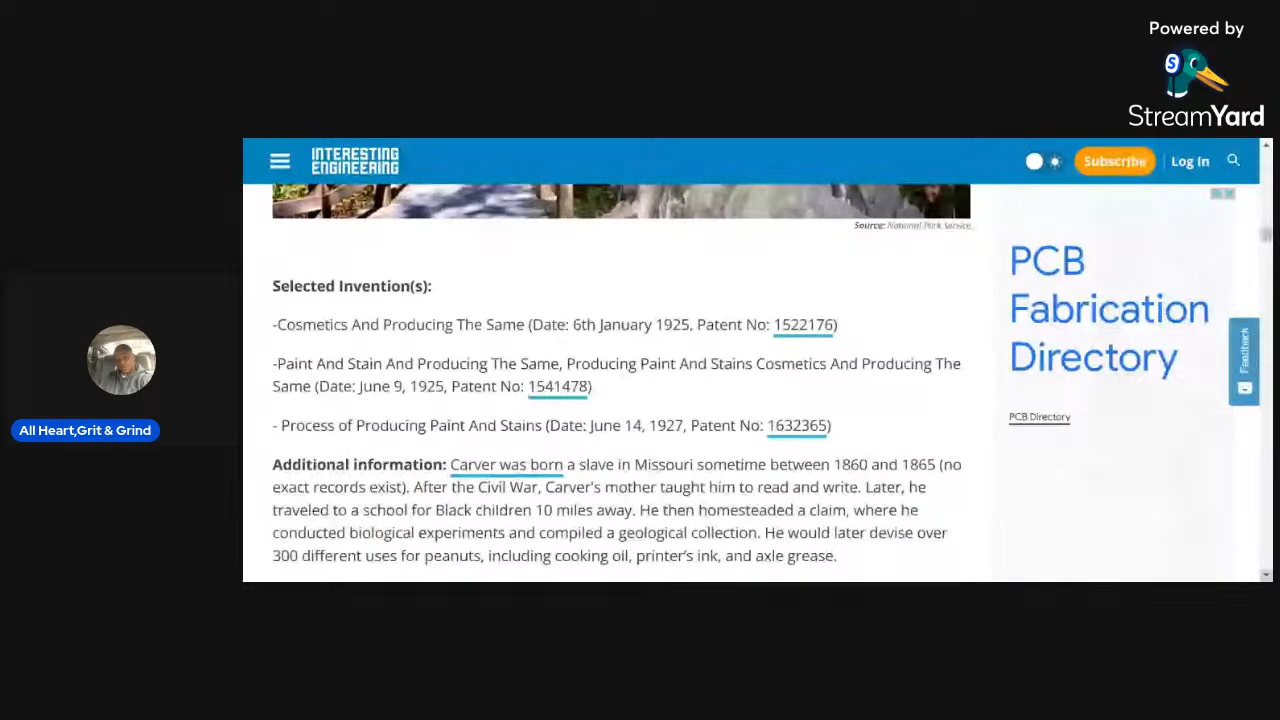 Powered by
S
StreamYard
INTERESTING
ENGINEERING
Subscribe
Log In
Source: National Park Service
Selected Invention(s):
-Cosmetics And Producing The Same (Date: 6th January 1925, Patent No: 1522176)
-Paint And Stain And Producing The Same, Producing Paint And Stains Cosmetics And Producing The
Same (Date: June 9, 1925, Patent No: 1541478)
- Process of Producing Paint And Stains (Date: June 14, 1927, Patent No: 1632365)
Additional information: Carver was born a slave in Missouri sometime between 1860 and 1865 (no
exact records exist). After the Civil War, Carver's mother taught him to read and write. Later, he
traveled to a school for Black children 10 miles away. He then homesteaded a claim, where he
conducted biological experiments and compiled a geological collection. He would later devise over
300 different uses for peanuts, including cooking oil, printer's ink, and axle grease.
PCB
Fabrication
Directory
PCB Directory
Feedback
All Heart,Grit & Grind